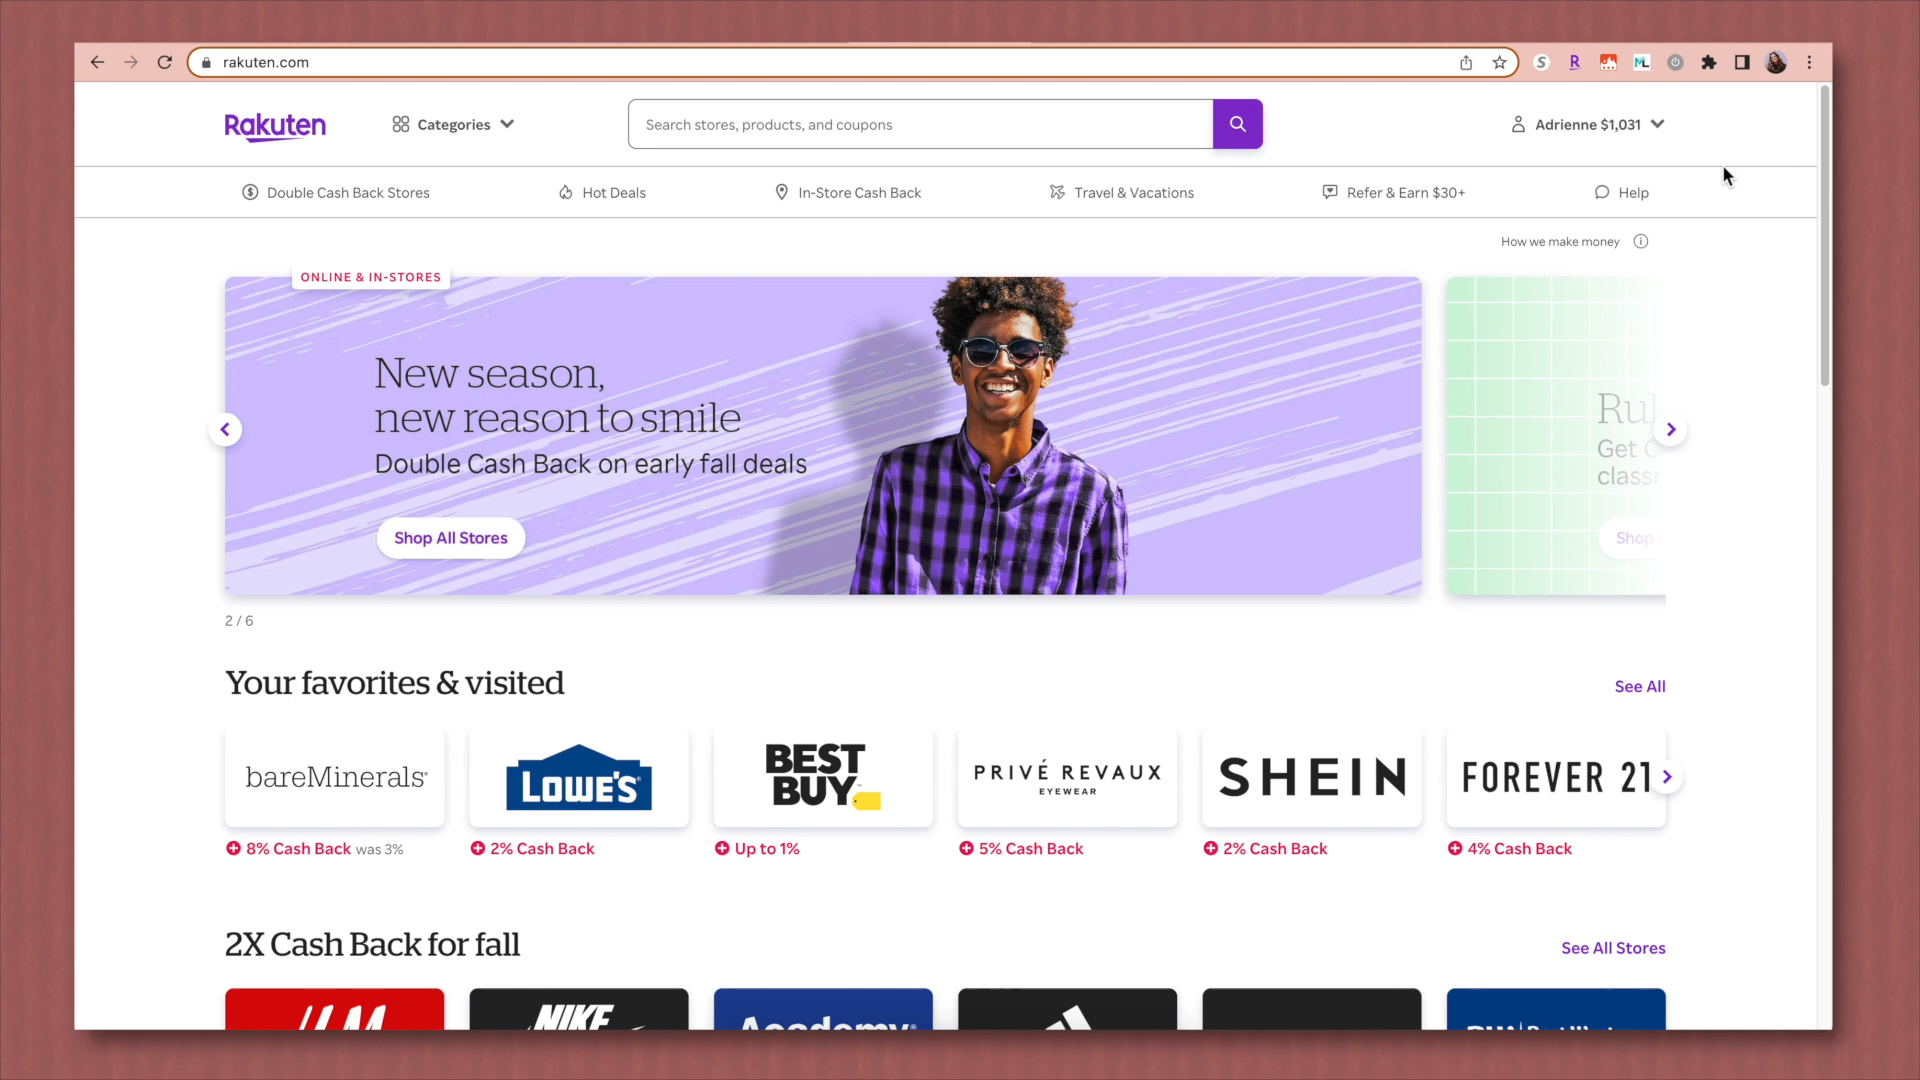 rakuten.com
S
R
ML
Rakuten
Categories
Search stores, products, and coupons
Adrienne $1,031
Double Cash Back Stores
Hot Deals
In-Store Cash Back
Travel & Vacations
Refer & Earn $30+
Help
How we make money
ONLINE & IN-STORES
New season,
new reason to smile
Double Cash Back on early fall deals
Shop All Stores
Get
Shop
2 / 6
Your favorites & visited
See All
bareMinerals
LOWE'S
BEST
BUY
PRIVÉ REVAUX
EYEWEAR
SHEIN
FOREVER 21
8% Cash Back was 3%
2% Cash Back
Up to 1%
5% Cash Back
2% Cash Back
4% Cash Back
2X Cash Back for fall
See All Stores
NIKE
Academy